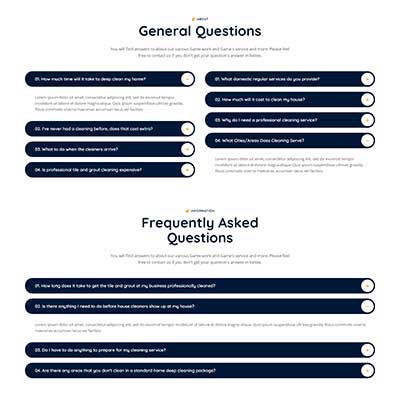 ABOUT
General Questions
You will find answers to about our various Game work and Game's service and more. Please feel
free to contact us if you don't get your question's answer in below.
01. How much time will it take to deep clean my home?
Lorem ipsum dolor sit amet, consectetur adipiscing elit, sed do eiusmod tempor
incididunt ut labore et dolore magna aliqua. Quis ipsum suspendisse ultrices gravida.
Risus commodo viverra maecenas accumsan.
02. I've never had a cleaning before, does that cost extra?
03. What to do when the cleaners arrive?
04. Is professional tile and grout cleaning expensive?
01. What domestic regular services do you provide?
02. How much will it cost to clean my house?
03. Why do I need a professional cleaning service?
04. What Cities/Areas Does Cleaning Serve?
Lorem ipsum dolor sit amet, consectetur adipiscing elit, sed do eiusmod tempor
incididunt ut labore et dolore magna aliqua. Quis ipsum suspendisse ultrices gravida.
Risus commodo viverra maecenas accumsan.
INFORMATION
Frequently Asked
Questions
You will find answers to about our various Game work and Game's service and more. Please feel
free to contact us if you don't get your question's answer in below.
01. How long does it take to get the tile and grout at my business professionally cleaned?
02. Is there anything I need to do before house cleaners show up at my house?
Lorem ipsum dolor sit amet, consectetur adipiscing elit, sed do eiusmod tempor incididunt ut labore et dolore magna aliqua. Quis ipsum suspendisse ultrices gravida. Risus commodo viverra
maecenas accumsan.
03. Do I have to do anything to prepare for my cleaning service?
04. Are there any areas that you don't clean in a standard home deep cleaning package?